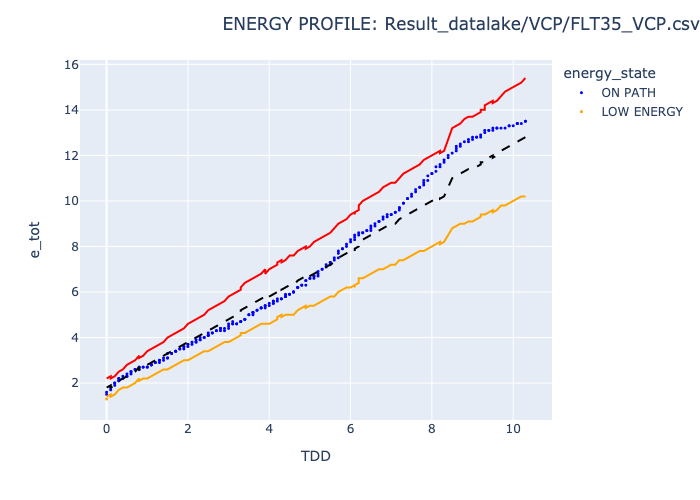 ENERGY PROFILE: Result_datalake/VCP/FLT35_VCP.csv
energy_state
ON PATH
LOW ENERGY
e_tot
16
14
12
10
8
6
4
2
0 2 4 6 8 10
TDD